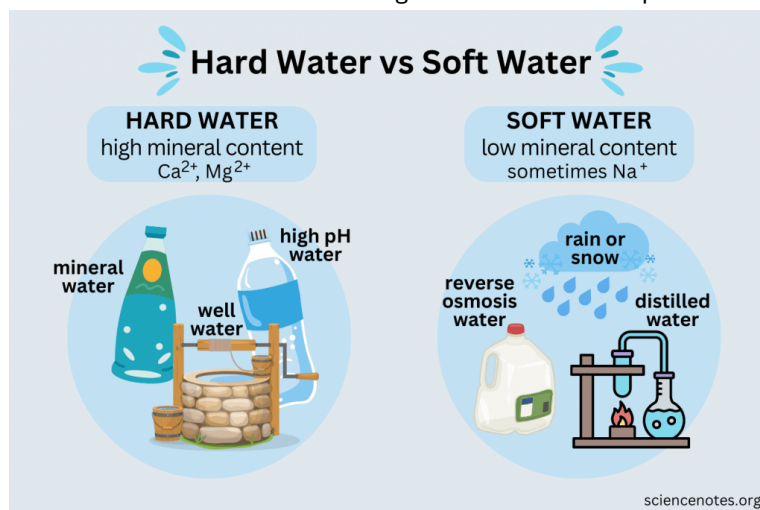 Hard Water vs Soft Water
HARD WATER
high mineral content
Ca²⁺, Mg²⁺
SOFT WATER
low mineral content
sometimes Na⁺
mineral
water
high pH
water
well
water
rain or
snow
reverse
osmosis
water
distilled
water
sciencenotes.org